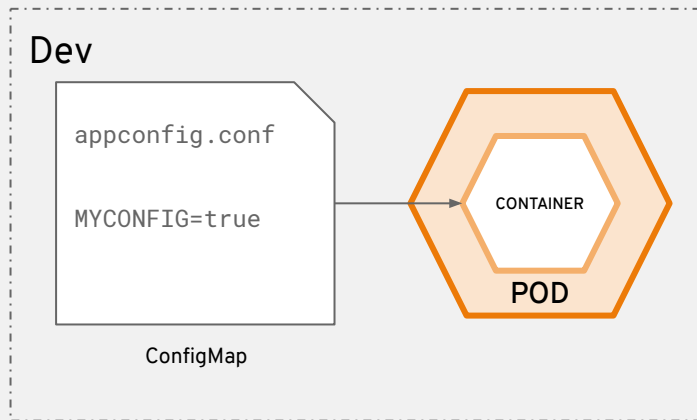 Dev
appconfig.conf
MYCONFIG=true
ConfigMap
CONTAINER
POD